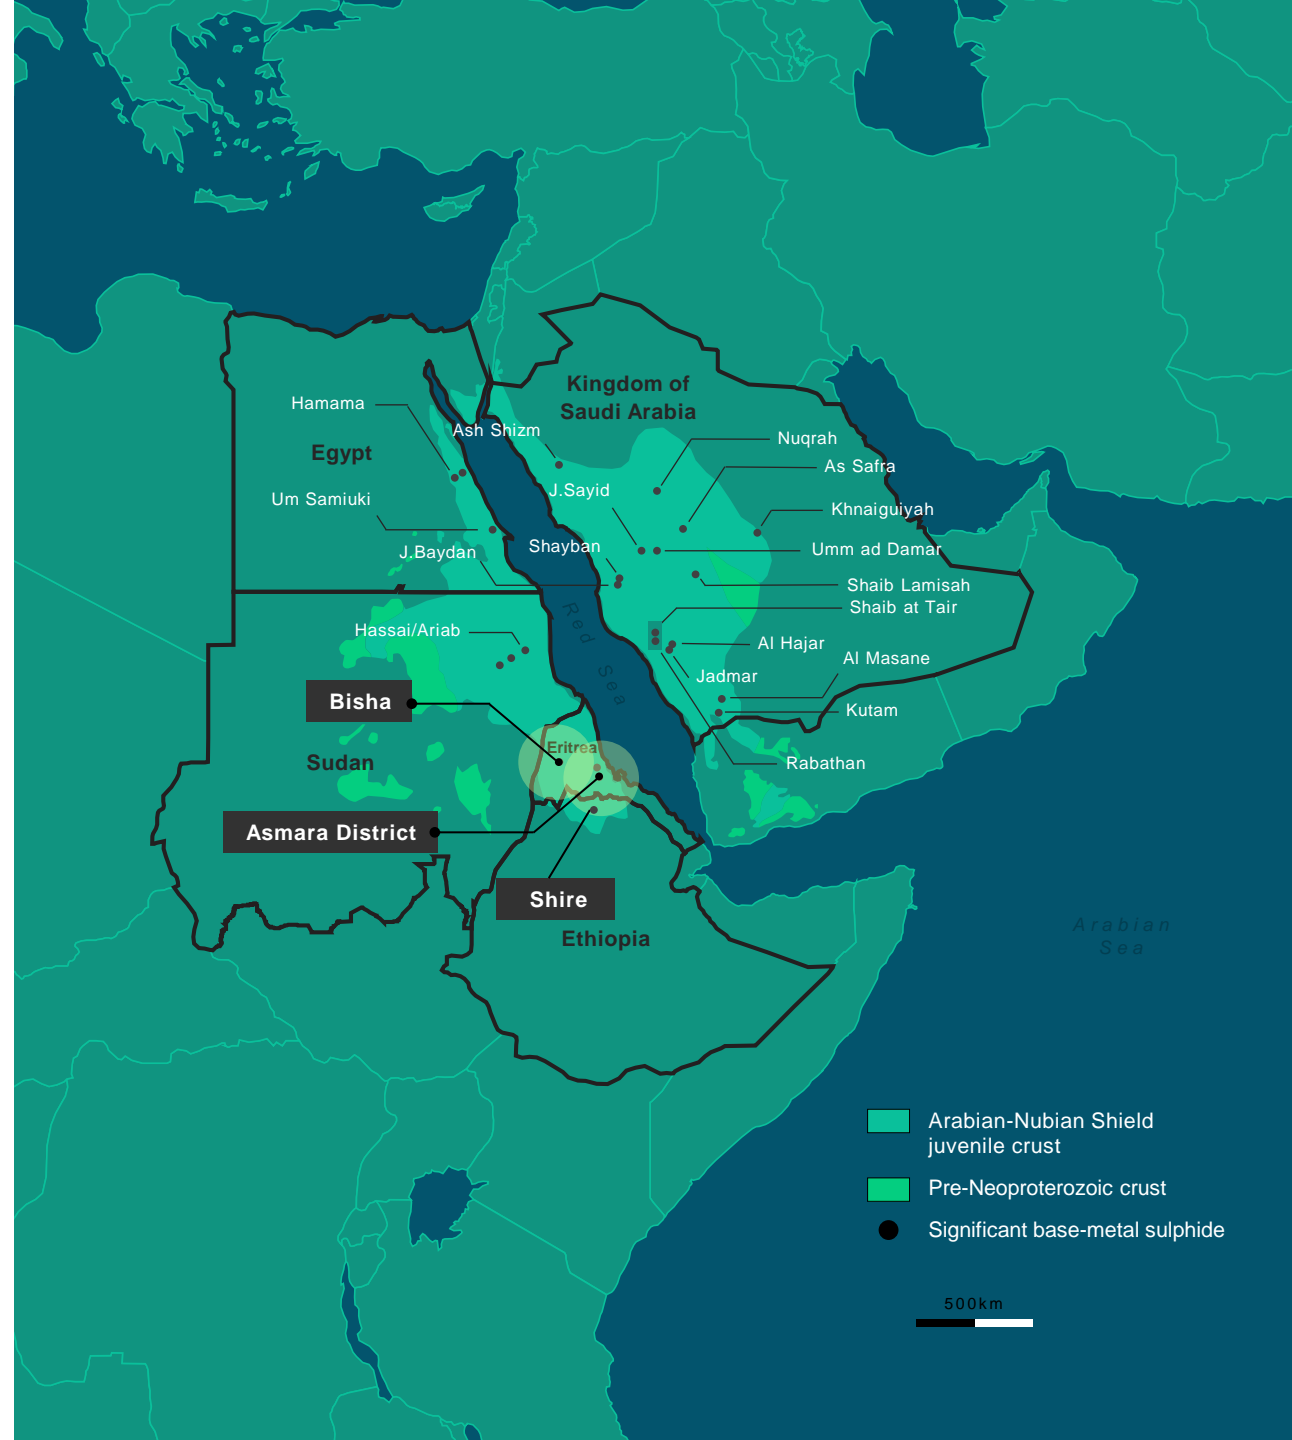 Kingdom of
Saudi Arabia
Hamama
Ash Shizm
Nuqrah
Egypt
As Safra
J.Sayid
Um Samiuki
Khnaiguiyah
Shayban
Umm ad Damar
J.Baydan
Shaib Lamisah
Shaib at Tair
Red Sea
Hassai/Ariab
Al Hajar
Al Masane
Jadmar
Bisha
Kutam
Eritrea
Sudan
Rabathan
Asmara District
Shire
Ethiopia
Arabian
Sea
Arabian-Nubian Shield
juvenile crust
Pre-Neoproterozoic crust
Significant base-metal sulphide
500km